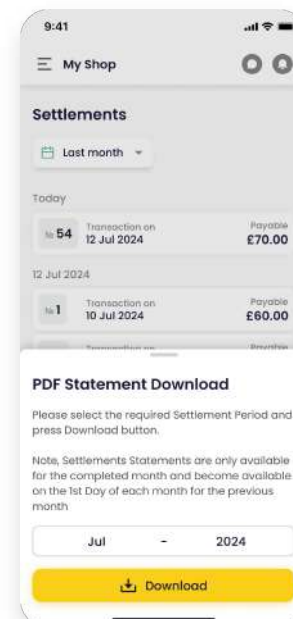 9:41
My Shop
Settlements
Last month
Today
№ 54 Transaction on Payable
12 Jul 2024 £70.00
12 Jul 2024
№ 1 Transaction on Payable
10 Jul 2024 £60.00
Transaction on Payable
PDF Statement Download
Please select the required Settlement Period and
press Download button.
Note, Settlements Statements are only available
for the completed month and become available
on the 1st Day of each month for the previous
month
Jul - 2024
Download